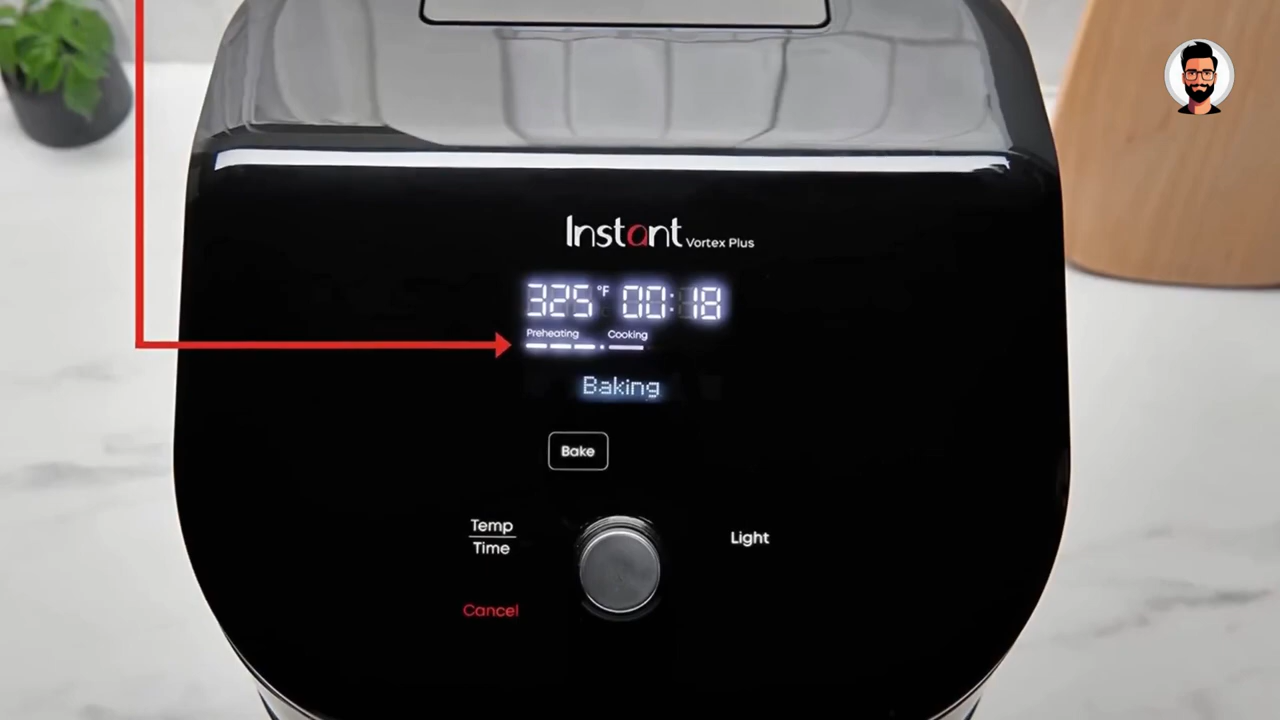 Instant Vortex Plus
325 °F 00:18
Preheating Cooking
Baking
Bake
Temp
Time
Light
Cancel